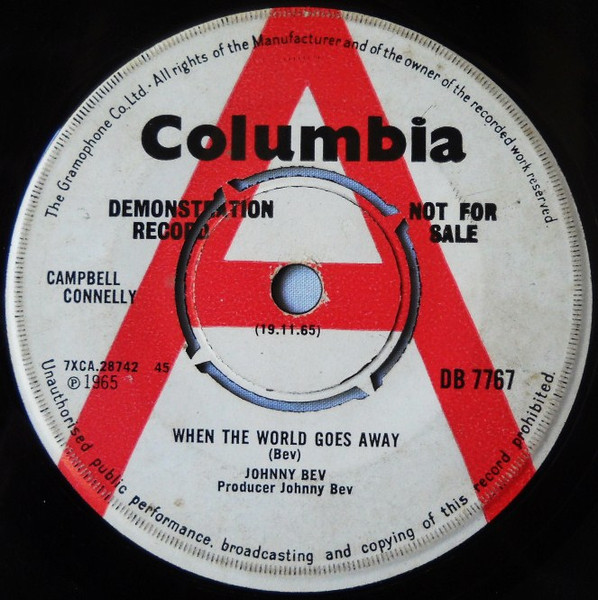 The Gramophone Co. Ltd. · All rights of the Manufacturer and of the owner of the recorded work reserved.
Columbia
DEMONSTRATION
RECORD
NOT FOR
SALE
A
CAMPBELL
CONNELLY
(19.11.65)
7XCA.28742 45
℗ 1965
DB 7767
WHEN THE WORLD GOES AWAY
(Bev)
JOHNNY BEV
Producer Johnny Bev
Unauthorised public performance, broadcasting and copying of this record prohibited.